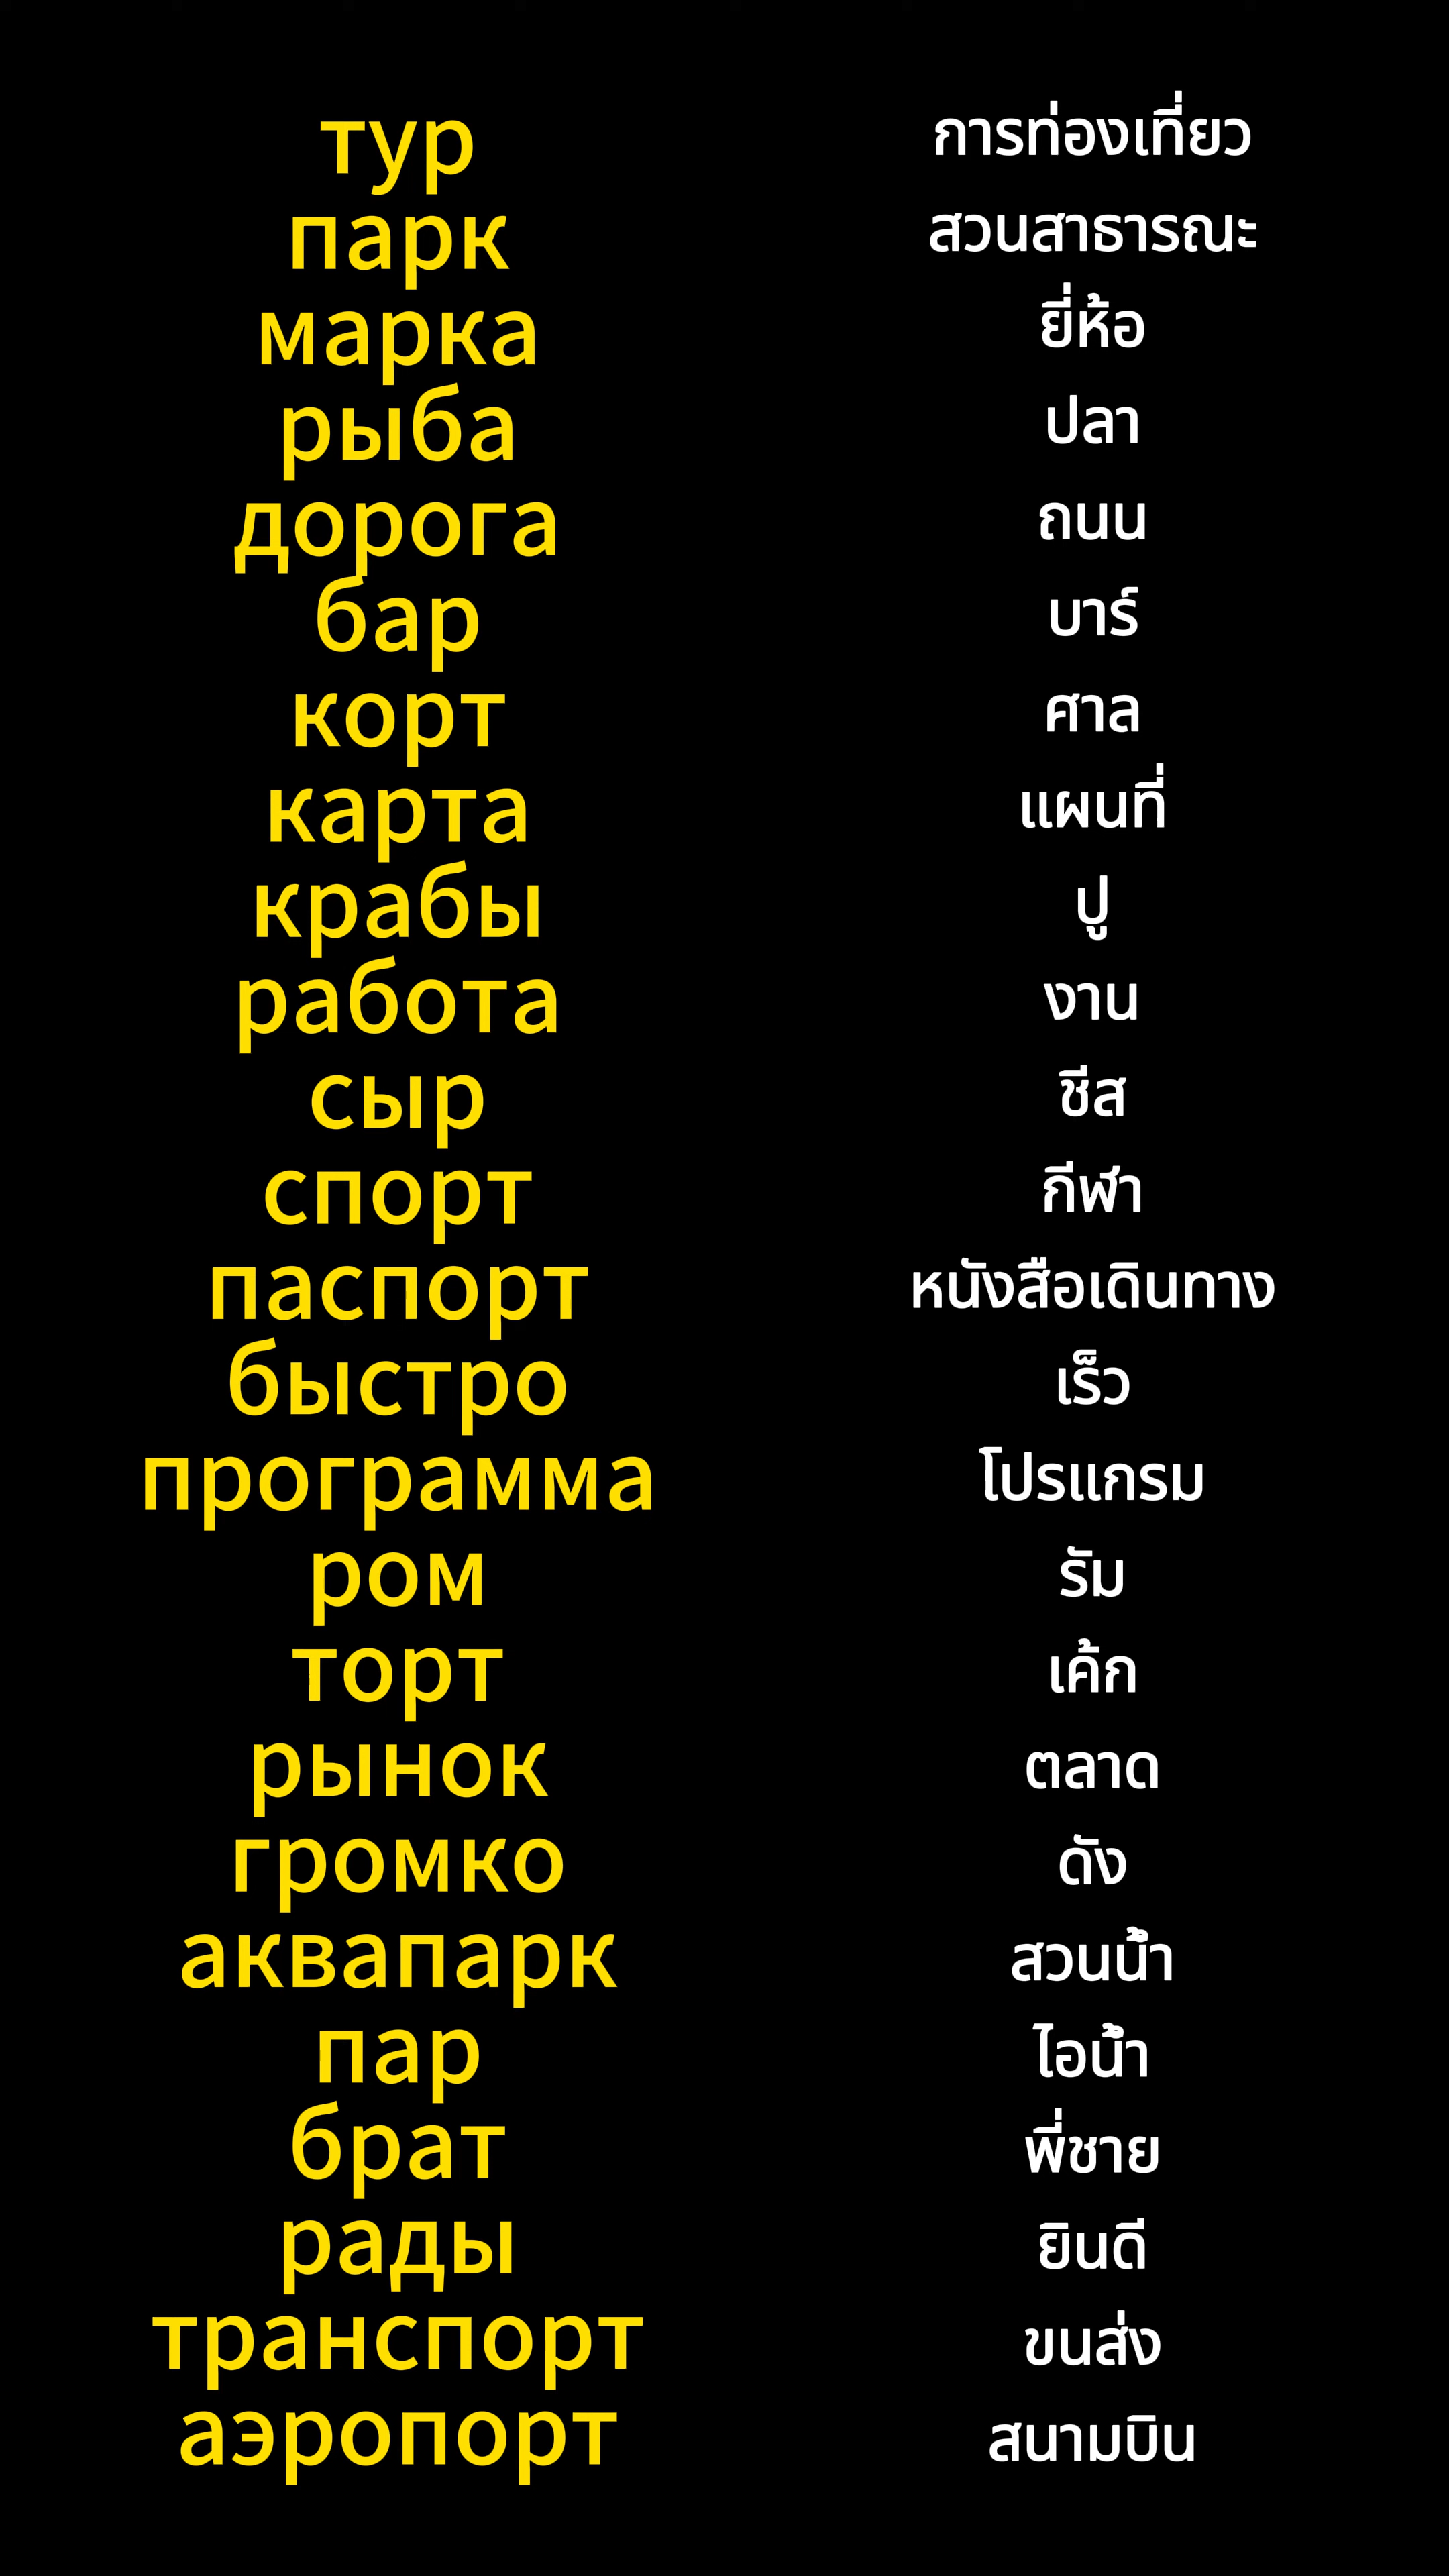 тур การท่องเที่ยว
парк สวนสาธารณะ
марка ยี่ห้อ
рыба ปลา
дорога ถนน
бар บาร์
корт ศาล
карта แผนที่
крабы ปู
работа งาน
сыр ชีส
спорт กีฬา
паспорт หนังสือเดินทาง
быстро เร็ว
программа โปรแกรม
ром รัม
торт เค้ก
рынок ตลาด
громко ดัง
аквапарк สวนน้ำ
пар ไอน้ำ
брат พี่ชาย
рады ยินดี
транспорт ขนส่ง
аэропорт สนามบิน